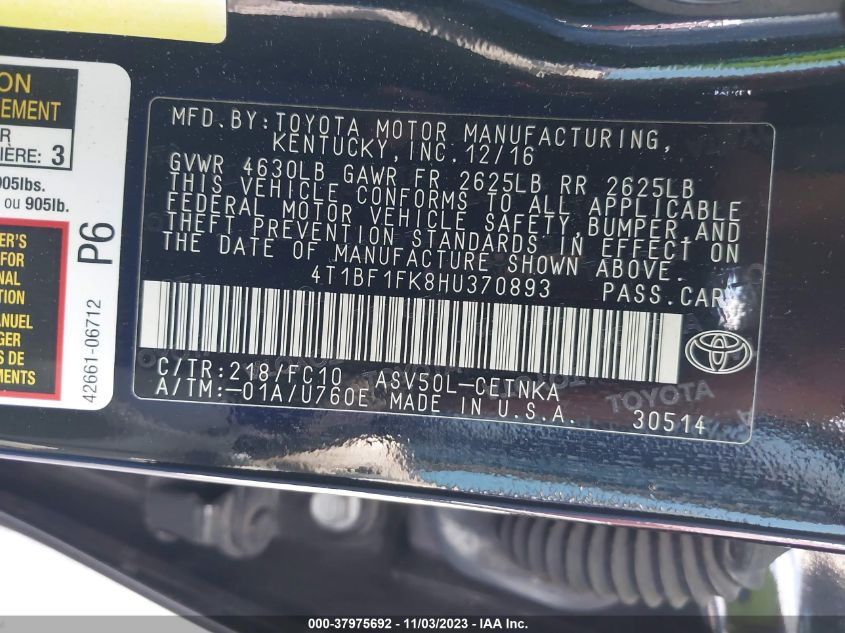 ON
EMENT
R
IÈRE: 3
905lbs.
ou 905lb.
ER'S
FOR
NAL
TION
ANUEL
R
DE
EMENTS.
P6
42661-06712
MFD.BY:TOYOTA MOTOR MANUFACTURING,
KENTUCKY,INC.12/16
GVWR 4630LB GAWR FR 2625LB RR 2625LB
THIS VEHICLE CONFORMS TO ALL APPLICABLE
FEDERAL MOTOR VEHICLE SAFETY,BUMPER,AND
THEFT PREVENTION STANDARDS IN EFFECT ON
THE DATE OF MANUFACTURE SHOWN ABOVE.
4T1BF1FK8HU370893 PASS.CAR
C/TR:218/FC10 ASV50L-CETNKA
A/TM:-01A/U760E MADE IN U.S.A. 30514
TOYOTA
000-37975692 - 11/03/2023 - IAA Inc.